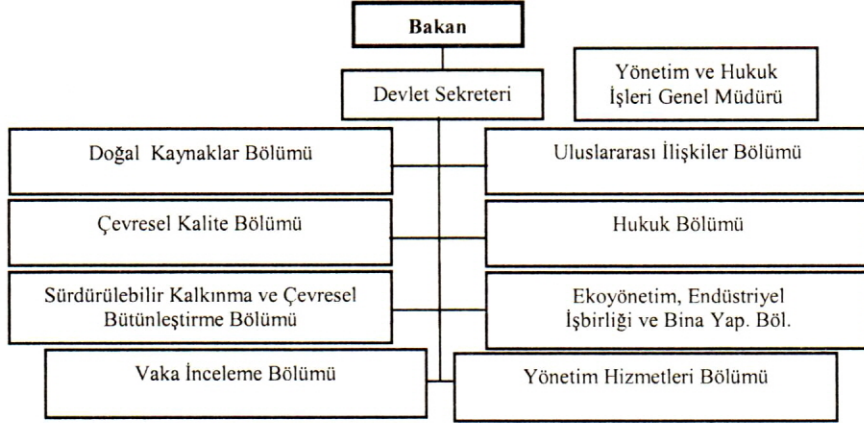 Bakan
Devlet Sekreteri
Yönetim ve Hukuk
İşleri Genel Müdürü
Doğal Kaynaklar Bölümü
Uluslararası İlişkiler Bölümü
Çevresel Kalite Bölümü
Hukuk Bölümü
Sürdürülebilir Kalkınma ve Çevresel
Bütünleştirme Bölümü
Ekoyönetim, Endüstriyel
İşbirliği ve Bina Yap. Böl.
Vaka İnceleme Bölümü
Yönetim Hizmetleri Bölümü